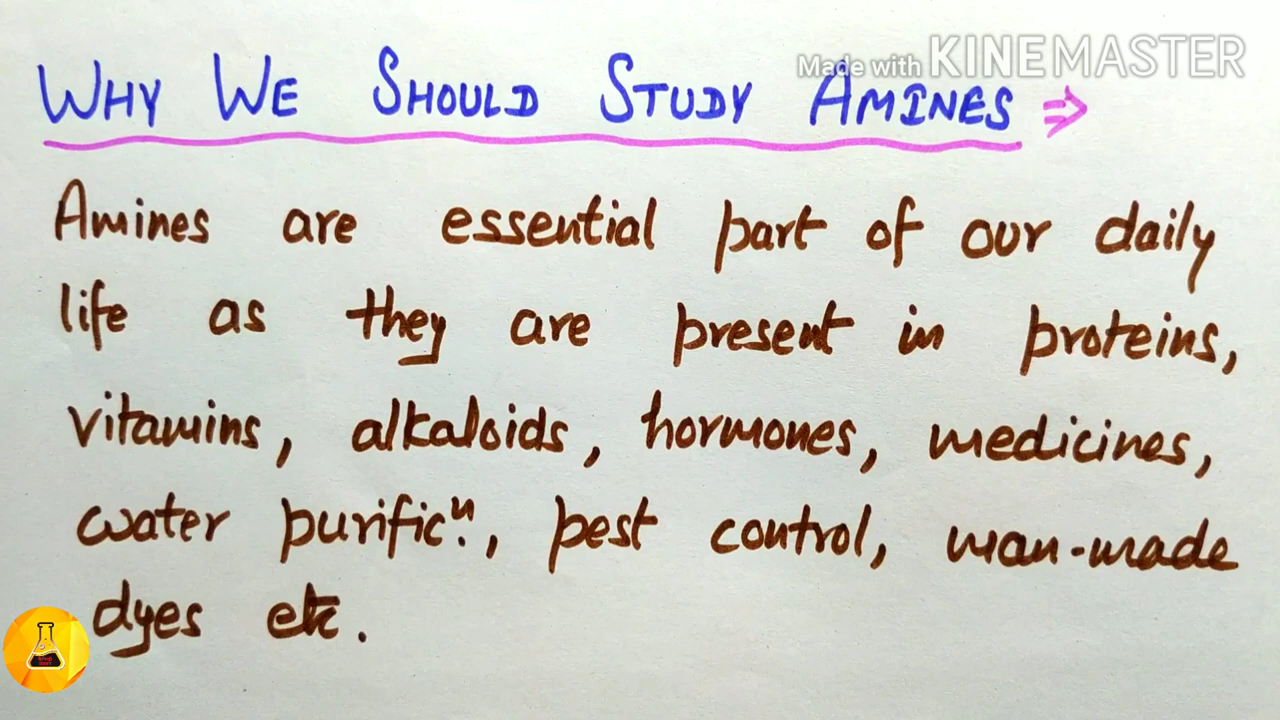 Made with KINEMASTER
WHY WE SHOULD STUDY AMINES ⇒
Amines are essential part of our daily
life as they are present in proteins,
vitamins, alkaloids, hormones, medicines,
water purificⁿ., pest control, man-made
dyes etc.